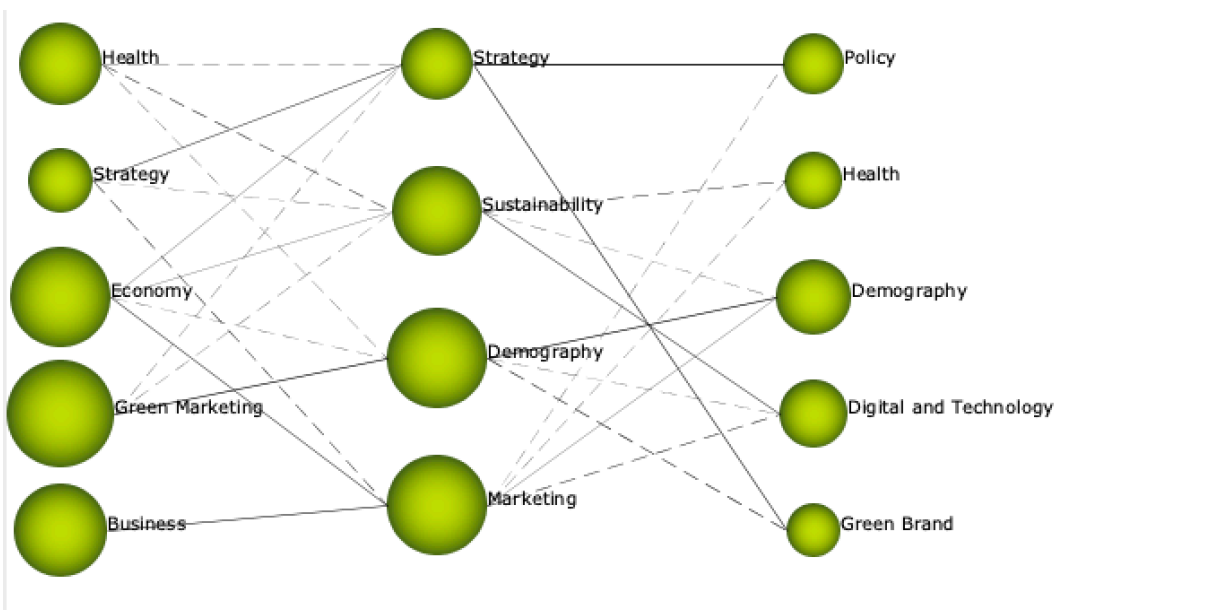 Health
Strategy
Economy
Green Marketing
Business
Strategy
Sustainability
Demography
Marketing
Policy
Health
Demography
Digital and Technology
Green Brand